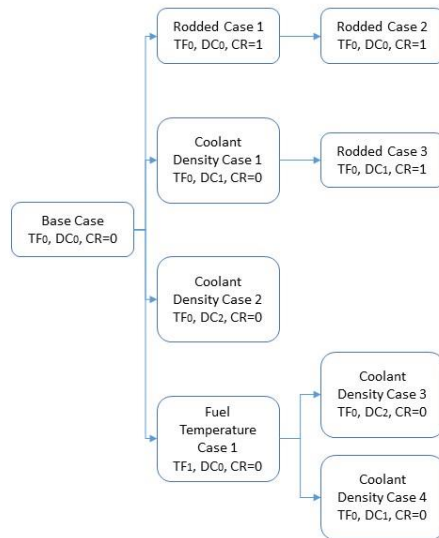 Rodded Case 1
TF0, DC0, CR=1
Rodded Case 2
TF0, DC0, CR=1
Coolant
Density Case 1
TF0, DC1, CR=0
Rodded Case 3
TF0, DC1, CR=1
Base Case
TF0, DC0, CR=0
Coolant
Density Case 2
TF0, DC2, CR=0
Fuel
Temperature
Case 1
TF1, DC0, CR=0
Coolant
Density Case 3
TF0, DC2, CR=0
Coolant
Density Case 4
TF0, DC1, CR=0